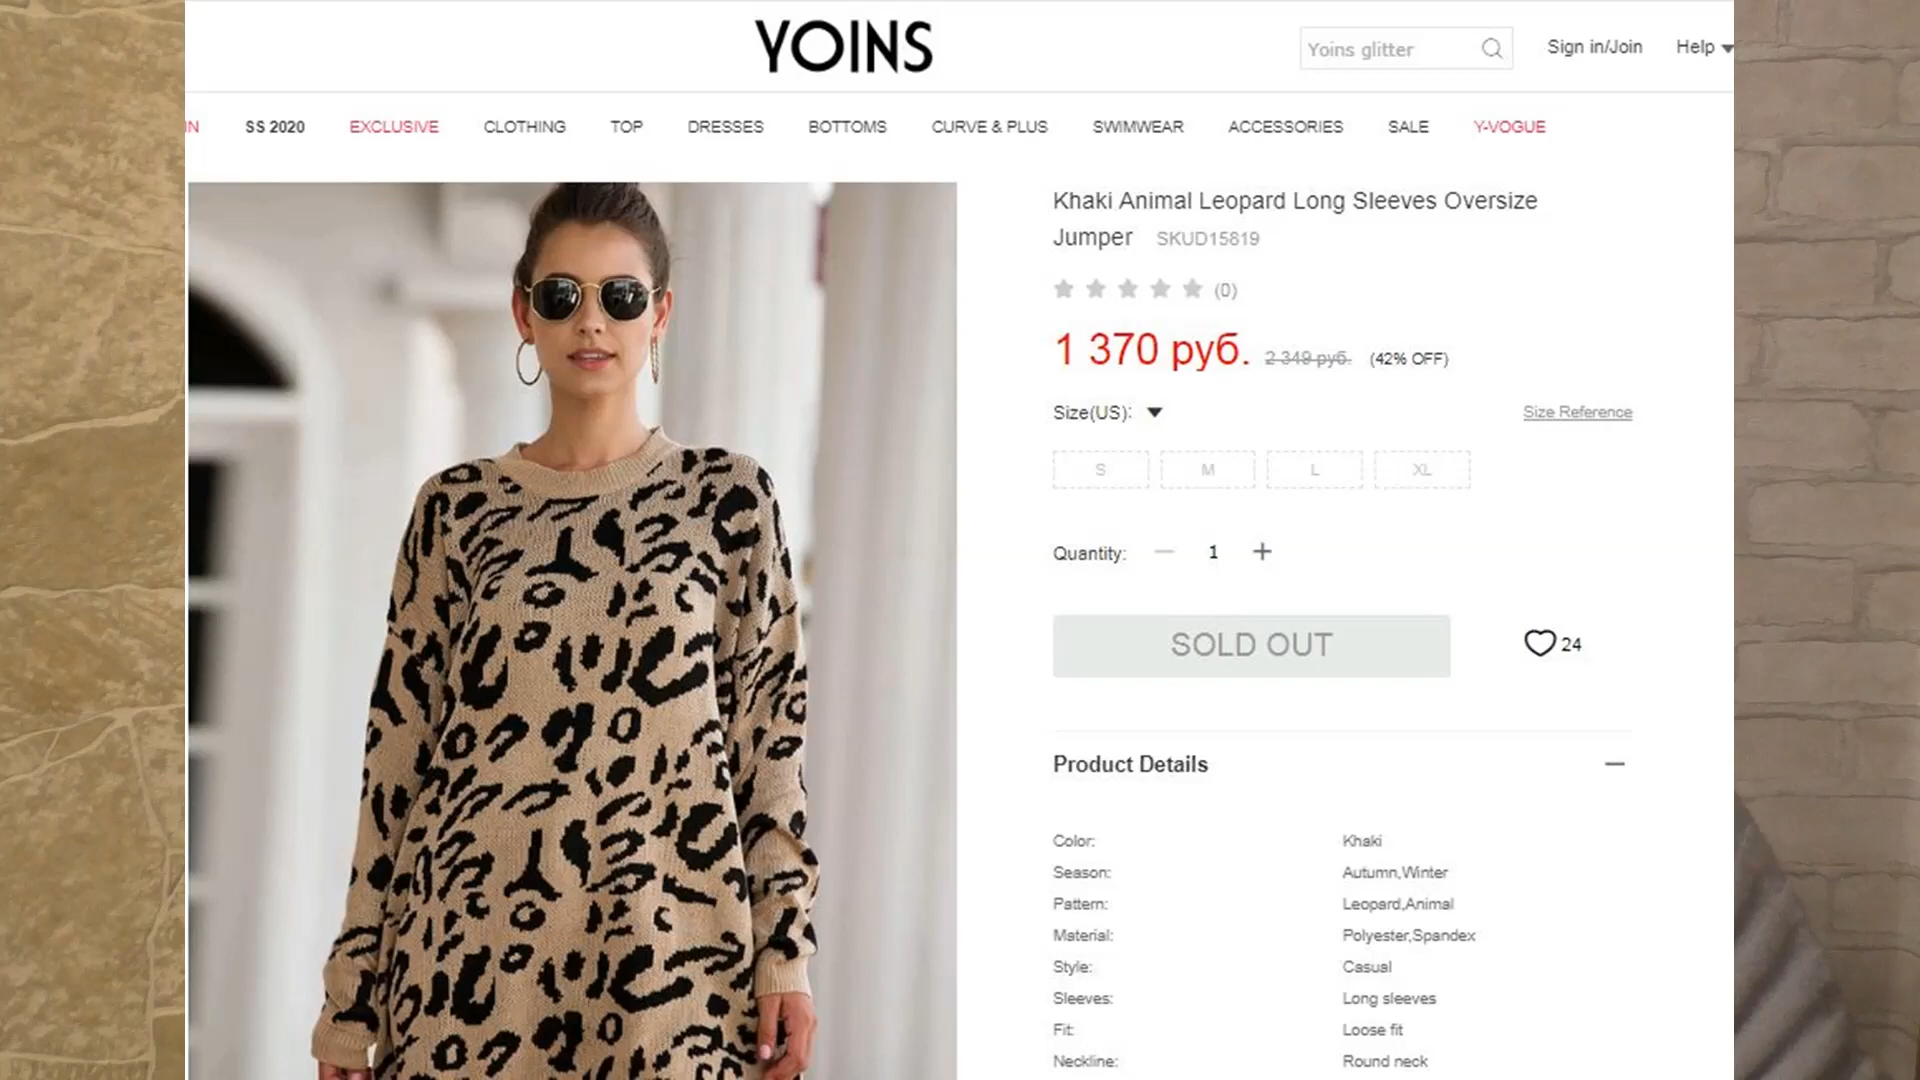 YOINS
Yoins glitter
Sign in/Join
Help
IN
SS 2020
EXCLUSIVE
CLOTHING
TOP
DRESSES
BOTTOMS
CURVE & PLUS
SWIMWEAR
ACCESSORIES
SALE
Y-VOGUE
Khaki Animal Leopard Long Sleeves Oversize
Jumper SKUD15819
(0)
1 370 руб. 2 349 руб. (42% OFF)
Size(US):
Size Reference
S M L XL
Quantity: — 1 +
SOLD OUT
24
Product Details
Color: Khaki
Season: Autumn,Winter
Pattern: Leopard,Animal
Material: Polyester,Spandex
Style: Casual
Sleeves: Long sleeves
Fit: Loose fit
Neckline: Round neck